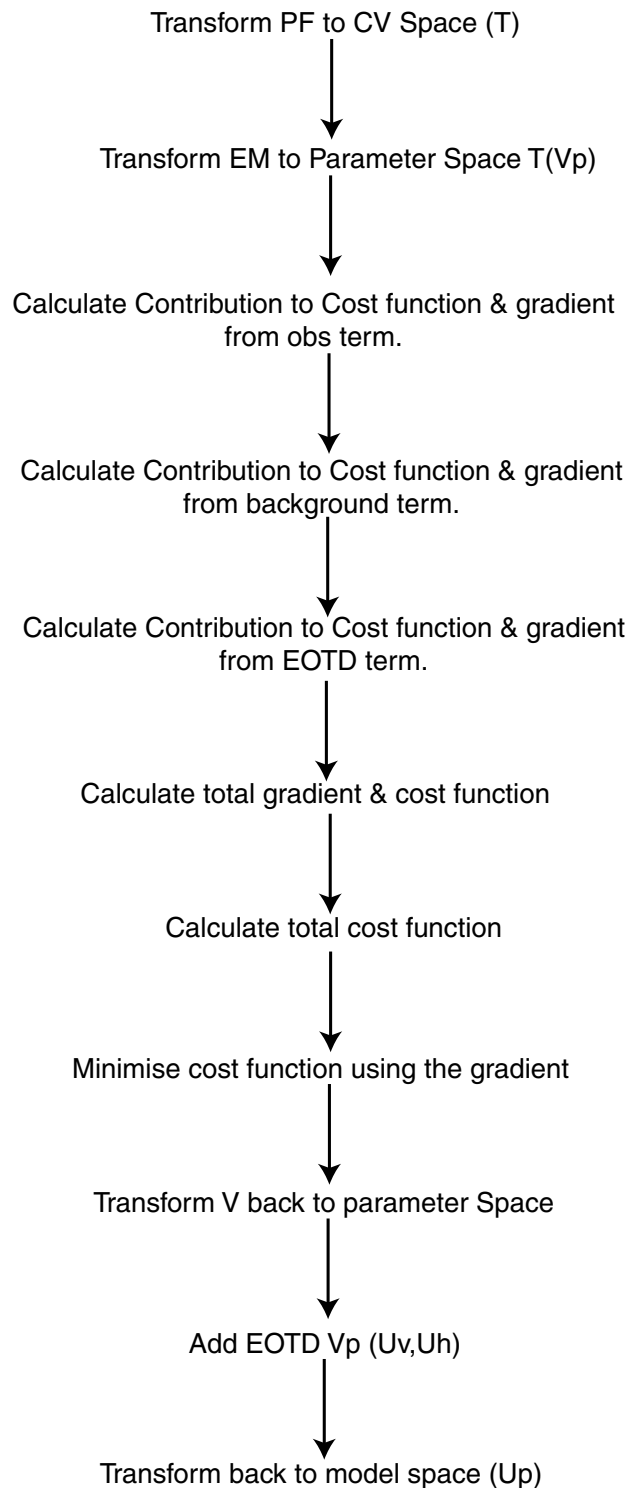 Transform PF to CV Space (T)
Transform EM to Parameter Space T(Vp)
Calculate Contribution to Cost function & gradient
from obs term.
Calculate Contribution to Cost function & gradient
from background term.
Calculate Contribution to Cost function & gradient
from EOTD term.
Calculate total gradient & cost function
Calculate total cost function
Minimise cost function using the gradient
Transform V back to parameter Space
Add EOTD Vp (Uv,Uh)
Transform back to model space (Up)